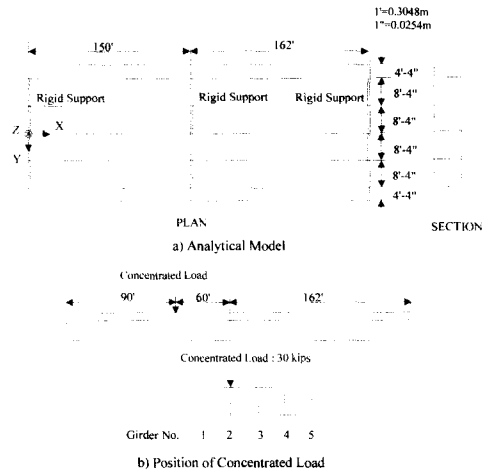 1'=0.3048m
1"=0.0254m
150'
162'
4'-4"
Rigid Support
Rigid Support
Rigid Support
8'-4"
8'-4"
Z
X
Y
8'-4"
8'-4"
4'-4"
PLAN
SECTION
a) Analytical Model
Concentrated Load
90'
60'
162'
Concentrated Load : 30 kips
Girder No. 1 2 3 4 5
b) Position of Concentrated Load